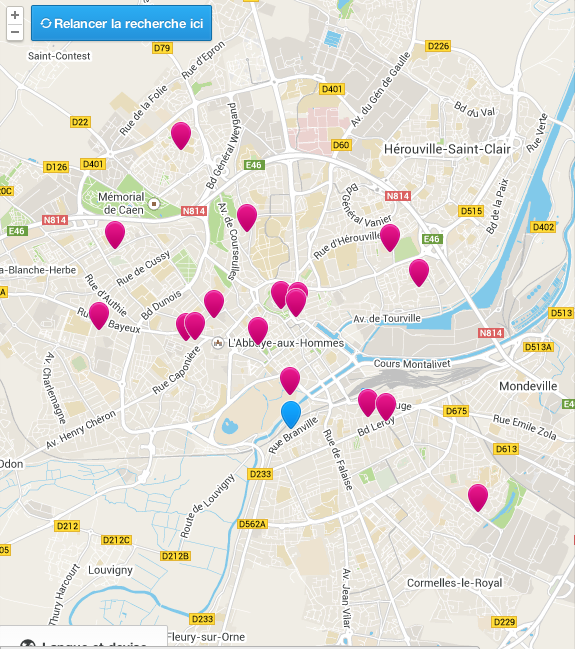 +
−
Relancer la recherche ici
D226
D79
Rue d'Epron
Saint-Contest
Av. du Gén de Gaulle
D401
Rue de la Folie
Bd Général Weygand
Bd du Val
D22
Rue Verte
D60
Hérouville-Saint-Clair
D126
D401
E46
20C
Mémorial
de Caen
N814
Bd Général Vanier
Bd de la Paix
N814
N814
D515
D402
E46
Av. de Courseulles
Rue d'Hérouville
E46
a-Blanche-Herbe
Rue de Cussy
Rue d'Authie
Bd Dunois
Rue de Bayeux
Av. de Tourville
D513
N814
L'Abbaye-aux-Hommes
D513A
Av. Charlemagne
Rue Caponière
Cours Montalivet
Mondeville
Av. Henry Chéron
D675
Rue Branville
Bd Leroy
Rue Emile Zola
Rue de Falaise
D613
Odon
D233
Route de Louvigny
D212
D562A
D212C
05
D212B
Louvigny
Thury Harcourt
Av. Jean Vilar
Cormelles-le-Royal
D233
D229
Fleury-sur-Orne
Langue et devise